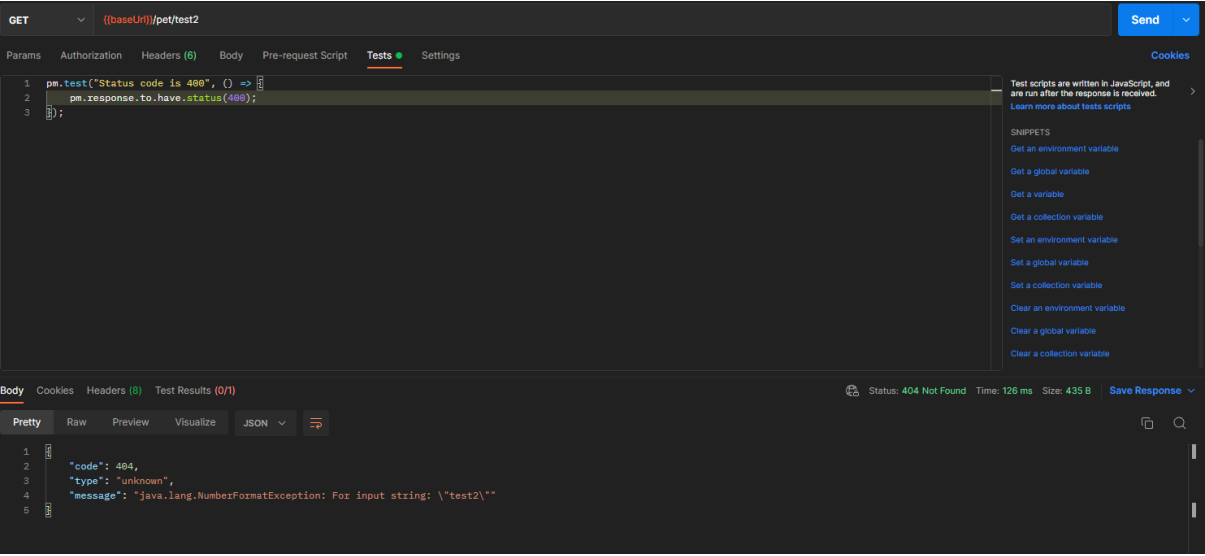 GET {{baseUrl}}/pet/test2 Send
Params Authorization Headers (6) Body Pre-request Script Tests Settings Cookies
1 pm.test("Status code is 400", () => {
2 pm.response.to.have.status(400);
3 });
Test scripts are written in JavaScript, and
are run after the response is received.
Learn more about tests scripts
SNIPPETS
Get an environment variable
Get a global variable
Get a variable
Get a collection variable
Set an environment variable
Set a global variable
Set a collection variable
Clear an environment variable
Clear a global variable
Clear a collection variable
Body Cookies Headers (8) Test Results (0/1) Status: 404 Not Found Time: 126 ms Size: 435 B Save Response
Pretty Raw Preview Visualize JSON
1 {
2 "code": 404,
3 "type": "unknown",
4 "message": "java.lang.NumberFormatException: For input string: \"test2\""
5 }